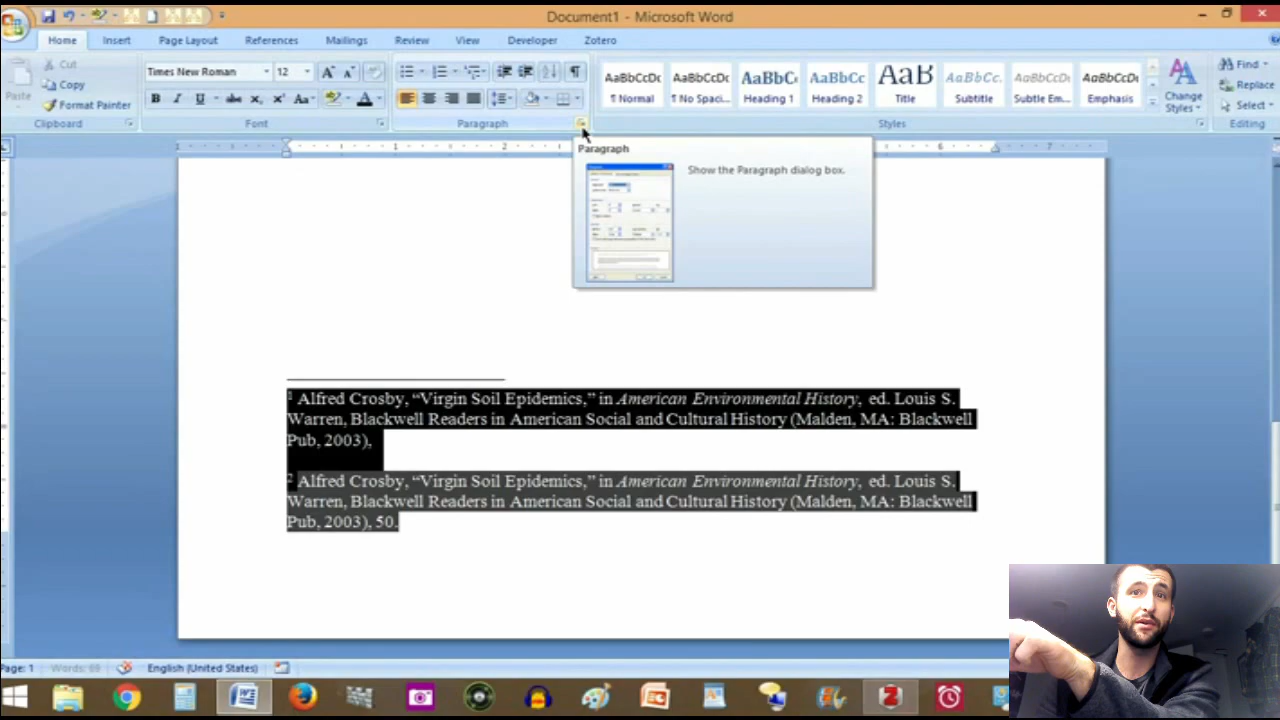 Document1 - Microsoft Word
Home Insert Page Layout References Mailings Review View Developer Zotero
Cut
Copy
Format Painter
Paste
Clipboard
Times New Roman 12
Font
Paragraph
AaBbCcDc AaBbCcDc AaBbC AaBbCc AaB AaBbCc. AaBbCcDc AaBbCcDc
¶ Normal ¶ No Spaci... Heading 1 Heading 2 Title Subtitle Subtle Em... Emphasis
Change
Styles
Styles
Find
Replace
Select
Editing
Paragraph
Show the Paragraph dialog box.
1 Alfred Crosby, “Virgin Soil Epidemics,” in American Environmental History, ed. Louis S.
Warren, Blackwell Readers in American Social and Cultural History (Malden, MA: Blackwell
Pub, 2003),
2 Alfred Crosby, “Virgin Soil Epidemics,” in American Environmental History, ed. Louis S.
Warren, Blackwell Readers in American Social and Cultural History (Malden, MA: Blackwell
Pub, 2003), 50.
Page: 1 Words: 69 English (United States)